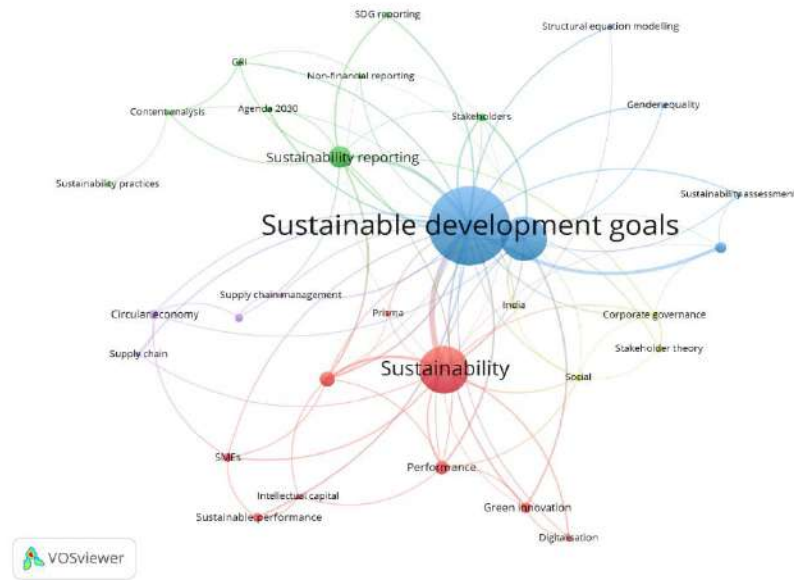 SDG reporting
Structural equation modelling
GRI
Non-financial reporting
Content analysis
Agenda 2030
Stakeholders
Gender equality
Sustainability reporting
Sustainability practices
Sustainability assessment
Sustainable development goals
Supply chain management
Circular economy
Prisma
India
Corporate governance
Supply chain
Sustainability
Stakeholder theory
Social
SMEs
Performance
Intellectual capital
Sustainable performance
Green innovation
Digitalisation
VOSviewer